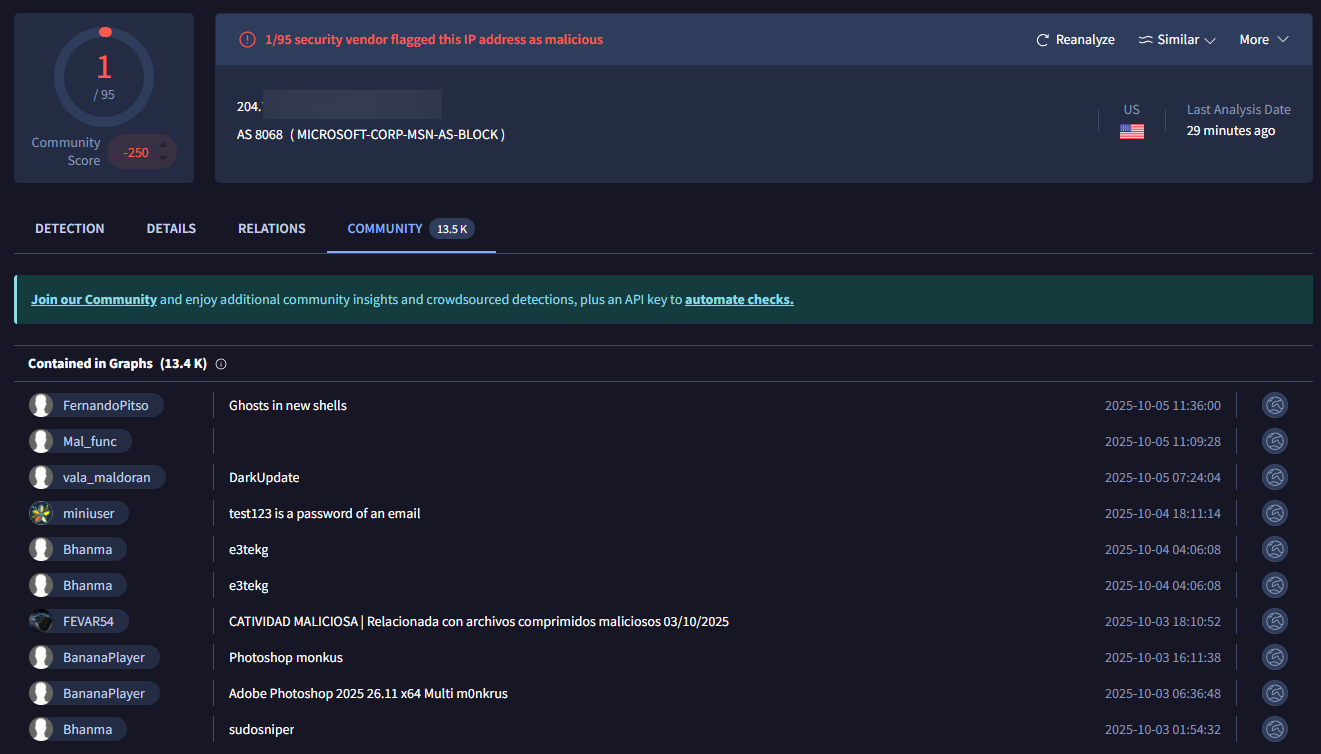 1/95 security vendor flagged this IP address as malicious
Reanalyze
Similar
More
1
/ 95
Community Score
-250
204.
AS 8068 ( MICROSOFT-CORP-MSN-AS-BLOCK )
US
Last Analysis Date
29 minutes ago
DETECTION
DETAILS
RELATIONS
COMMUNITY 13.5 K
Join our Community and enjoy additional community insights and crowdsourced detections, plus an API key to automate checks.
Contained in Graphs (13.4 K)
FernandoPitso Ghosts in new shells 2025-10-05 11:36:00
Mal_func 2025-10-05 11:09:28
vala_maldoran DarkUpdate 2025-10-05 07:24:04
miniuser test123 is a password of an email 2025-10-04 18:11:14
Bhanma e3tekg 2025-10-04 04:06:08
Bhanma e3tekg 2025-10-04 04:06:08
FEVAR54 CATIVIDAD MALICIOSA | Relacionada con archivos comprimidos maliciosos 03/10/2025 2025-10-03 18:10:52
BananaPlayer Photoshop monkus 2025-10-03 16:11:38
BananaPlayer Adobe Photoshop 2025 26.11 x64 Multi m0nkrus 2025-10-03 06:36:48
Bhanma sudosniper 2025-10-03 01:54:32